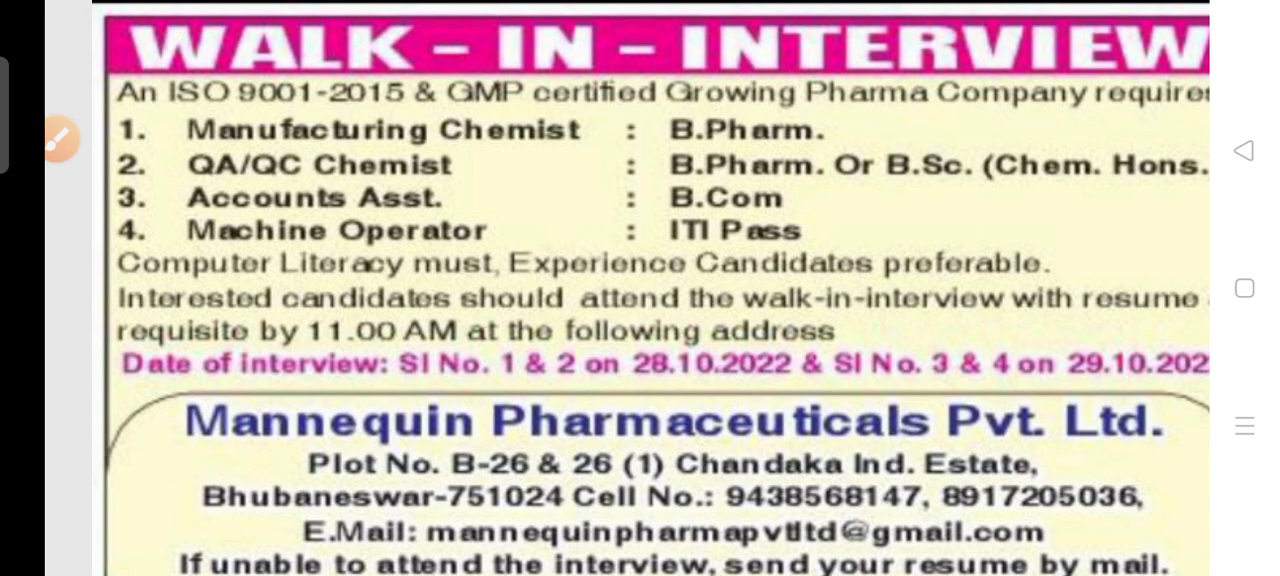 WALK - IN - INTERVIEW
An ISO 9001-2015 & GMP certified Growing Pharma Company require
1. Manufacturing Chemist : B.Pharm.
2. QA/QC Chemist : B.Pharm. Or B.Sc. (Chem. Hons.
3. Accounts Asst. : B.Com
4. Machine Operator : ITI Pass
Computer Literacy must, Experience Candidates preferable.
Interested candidates should attend the walk-in-interview with resume
requisite by 11.00 AM at the following address
Date of interview: Sl No. 1 & 2 on 28.10.2022 & Sl No. 3 & 4 on 29.10.202
Mannequin Pharmaceuticals Pvt. Ltd.
Plot No. B-26 & 26 (1) Chandaka Ind. Estate,
Bhubaneswar-751024 Cell No.: 9438568147, 8917205036,
E.Mail: mannequinpharmapvtltd@gmail.com
If unable to attend the interview, send your resume by mail.